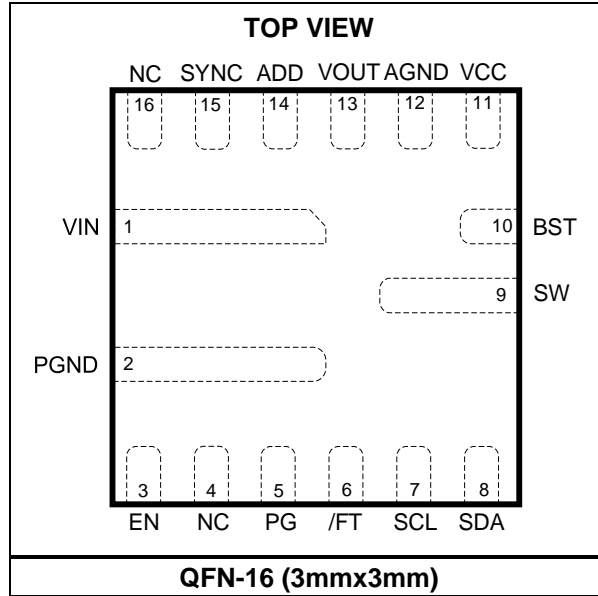 TOP VIEW
NC SYNC ADD VOUT AGND VCC
16 15 14 13 12 11
VIN 1 10 BST
9 SW
PGND 2
3 4 5 6 7 8
EN NC PG /FT SCL SDA
QFN-16 (3mmx3mm)